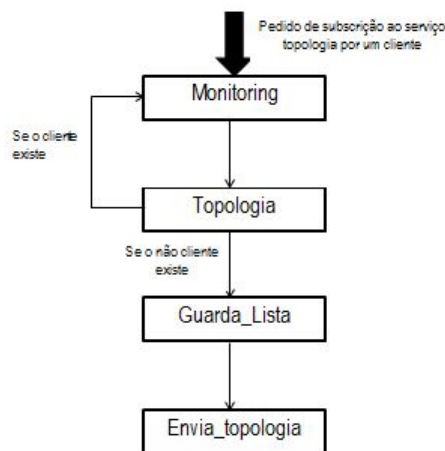 Pedido de subscrição ao serviço
topologia por um cliente
Monitoring
Se o cliente
existe
Topologia
Se o não cliente
existe
Guarda_Lista
Envia_topologia